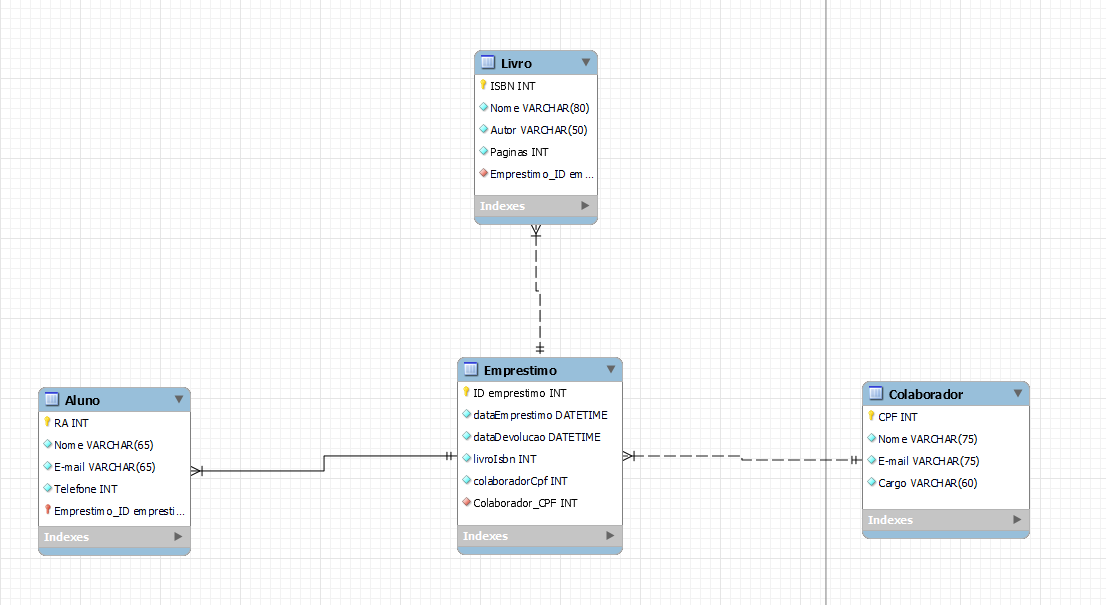 Livro
ISBN INT
Nome VARCHAR(80)
Autor VARCHAR(50)
Paginas INT
Emprestimo_ID em...
Indexes
Emprestimo
ID emprestimo INT
dataEmprestimo DATETIME
dataDevolucao DATETIME
livroIsbn INT
colaboradorCpf INT
Colaborador_CPF INT
Indexes
Aluno
RA INT
Nome VARCHAR(65)
E-mail VARCHAR(65)
Telefone INT
Emprestimo_ID empresti...
Indexes
Colaborador
CPF INT
Nome VARCHAR(75)
E-mail VARCHAR(75)
Cargo VARCHAR(60)
Indexes